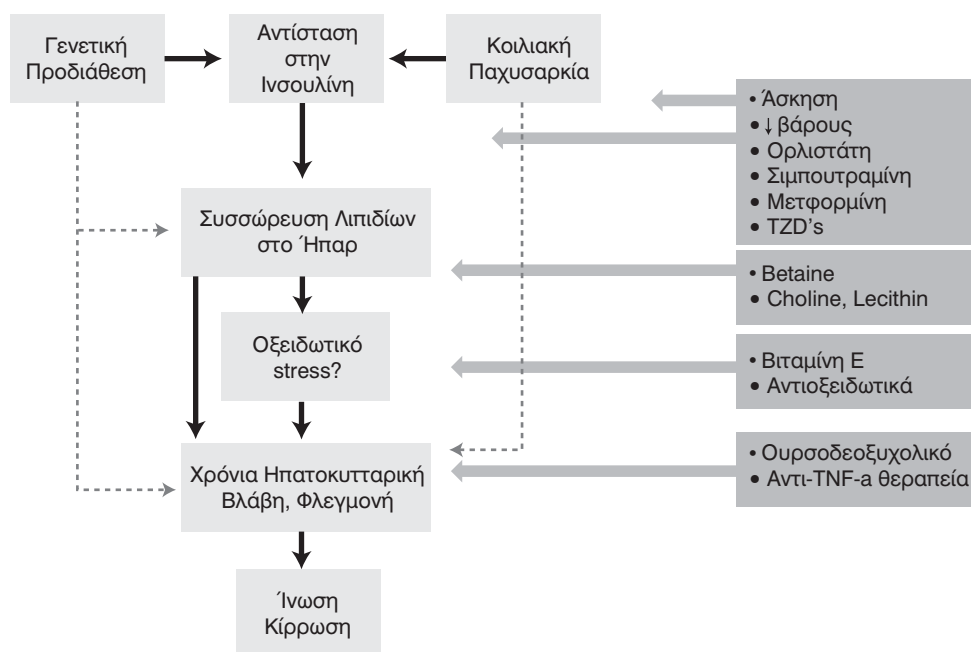 Γενετική
Προδιάθεση
Αντίσταση
στην
Ινσουλίνη
Κοιλιακή
Παχυσαρκία
• Άσκηση
• ↓ βάρους
• Ορλιστάτη
• Σιμπουτραμίνη
• Μετφορμίνη
• TZD's
Συσσώρευση Λιπιδίων
στο Ήπαρ
• Betaine
• Choline, Lecithin
Οξειδωτικό
stress?
• Βιταμίνη Ε
• Αντιοξειδωτικά
Χρόνια Ηπατοκυτταρική
Βλάβη, Φλεγμονή
• Ουρσοδεοξυχολικό
• Αντι-TNF-a θεραπεία
Ίνωση
Κίρρωση